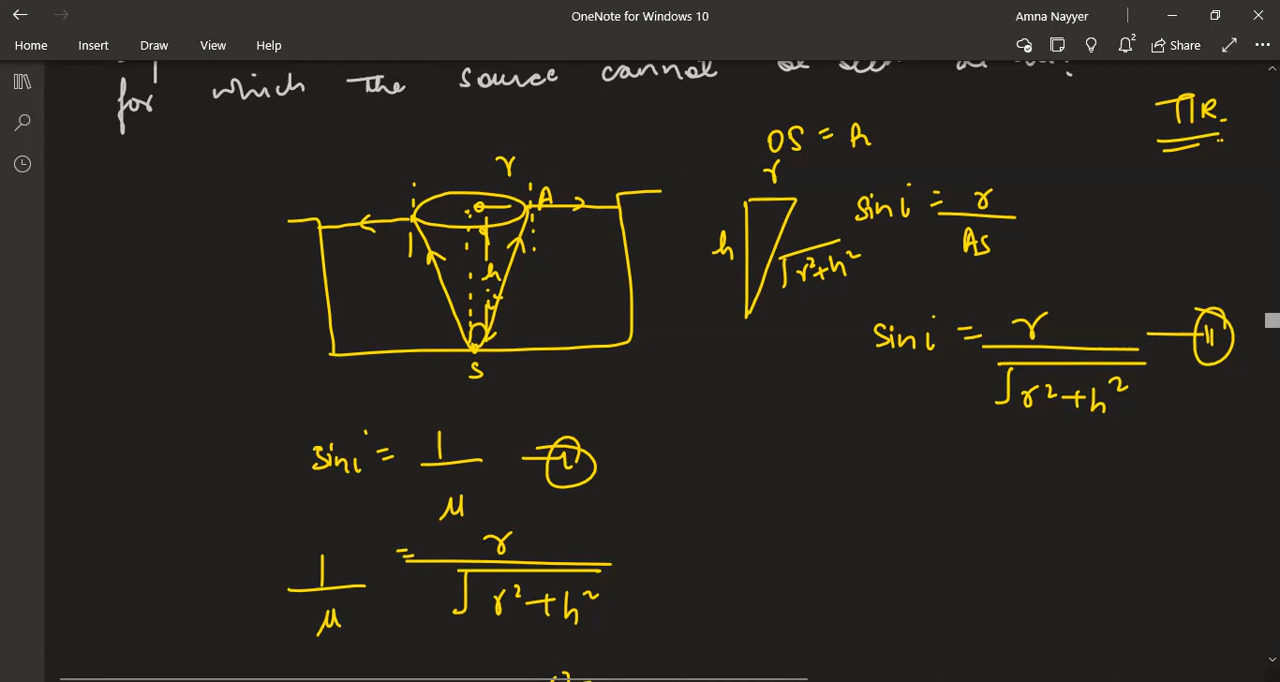 OneNote for Windows 10
Amna Nayyer
Home Insert Draw View Help
2
Share
for which the source cannot
TIR
OS = h
r
r A
sin i = r / AS
h
√r²+h²
h
i
S
sin i = r / √r²+h² — (ii)
sin i = 1 / μ — (i)
1 / μ = r / √r²+h²